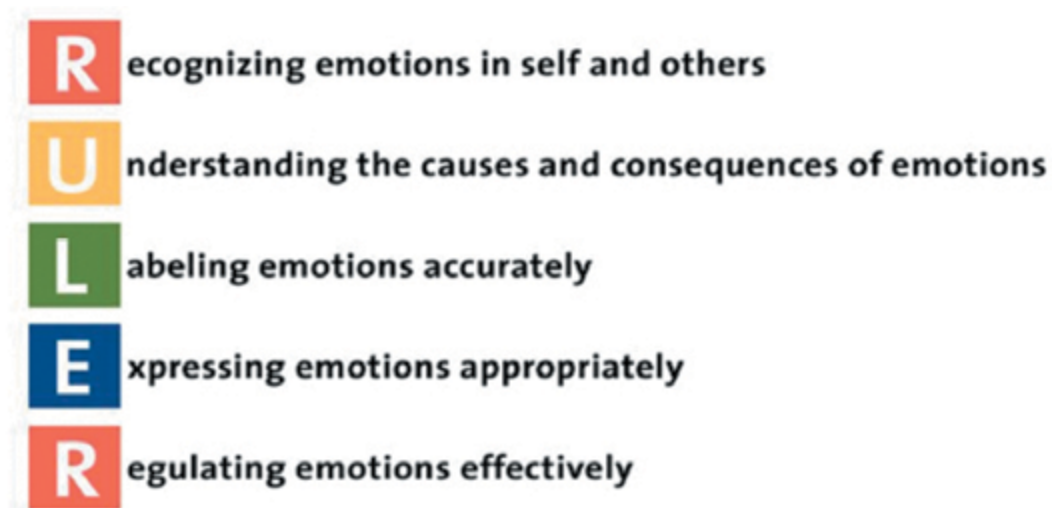 Recognizing emotions in self and others
Understanding the causes and consequences of emotions
Labeling emotions accurately
Expressing emotions appropriately
Regulating emotions effectively